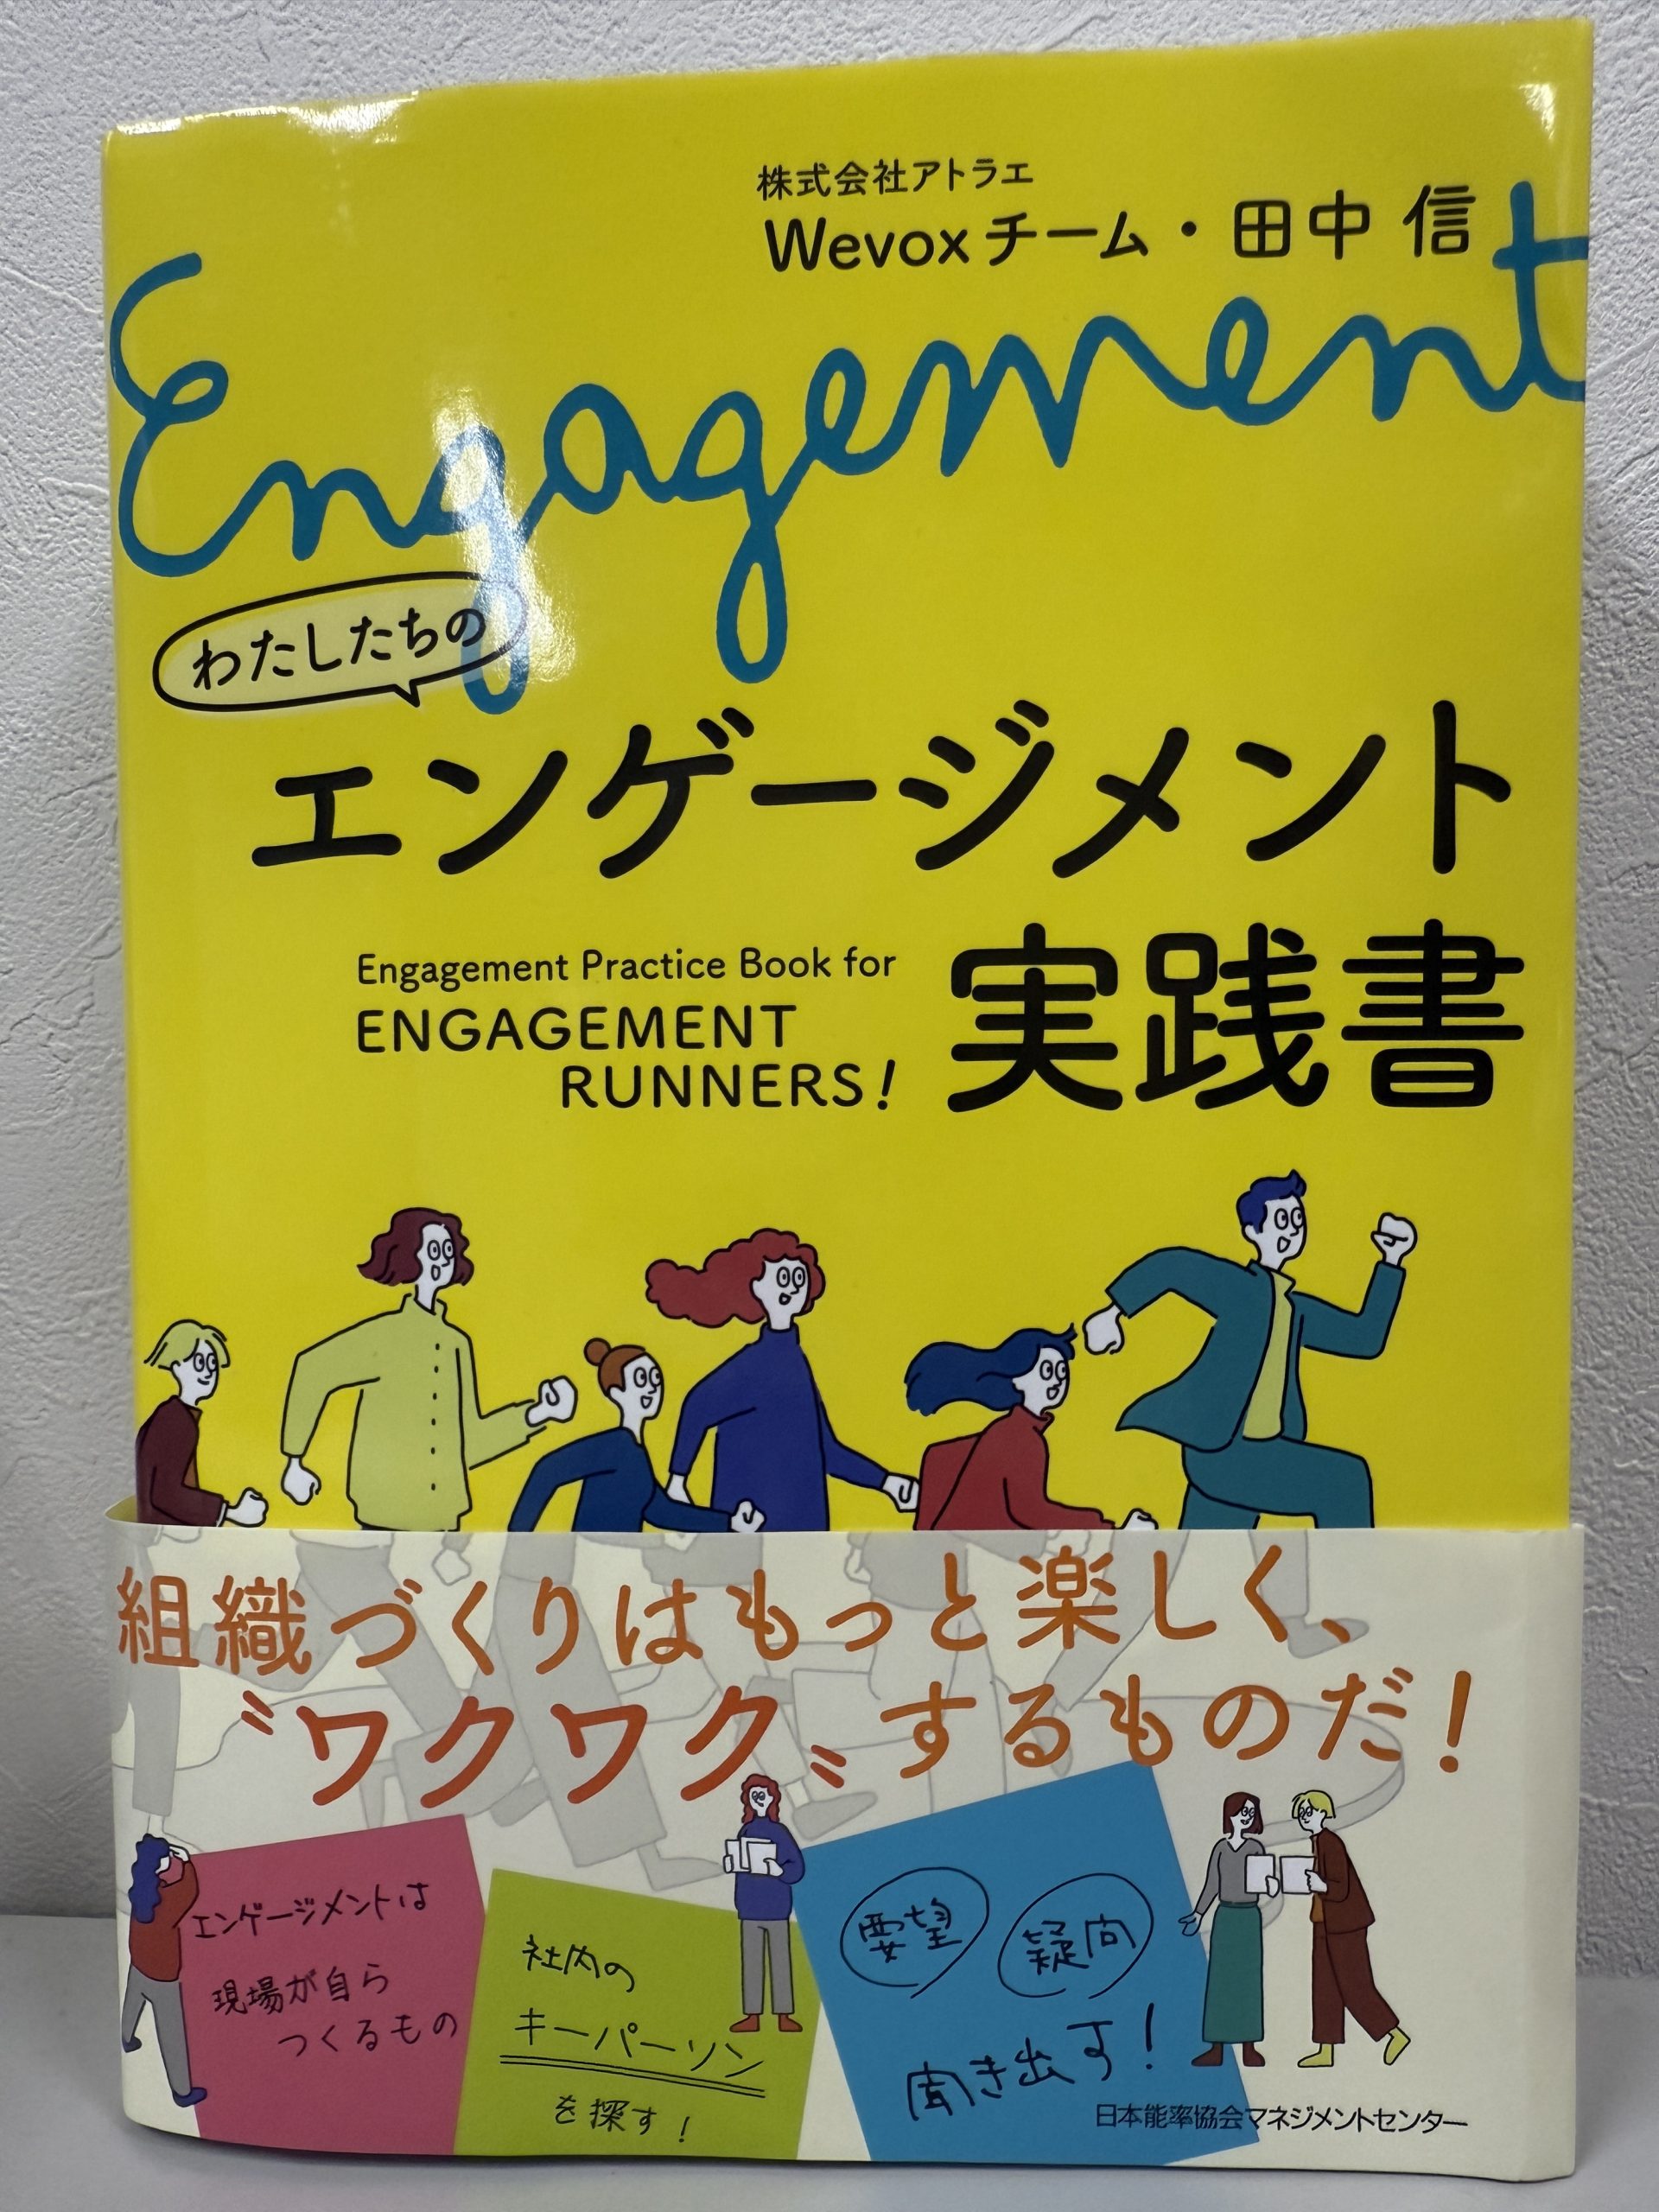 株式会社アトラエ
Wevoxチーム・田中 信
Engagement
わたしたちの
エンゲージメント
実践書
Engagement Practice Book for
ENGAGEMENT
RUNNERS!
組織づくりはもっと楽しく、
〝ワクワク〟するものだ!
エンゲージメントは
現場が自ら
つくるもの
社内の
キーパーソン
を探す!
要望 疑問
聞き出す!
日本能率協会マネジメントセンター